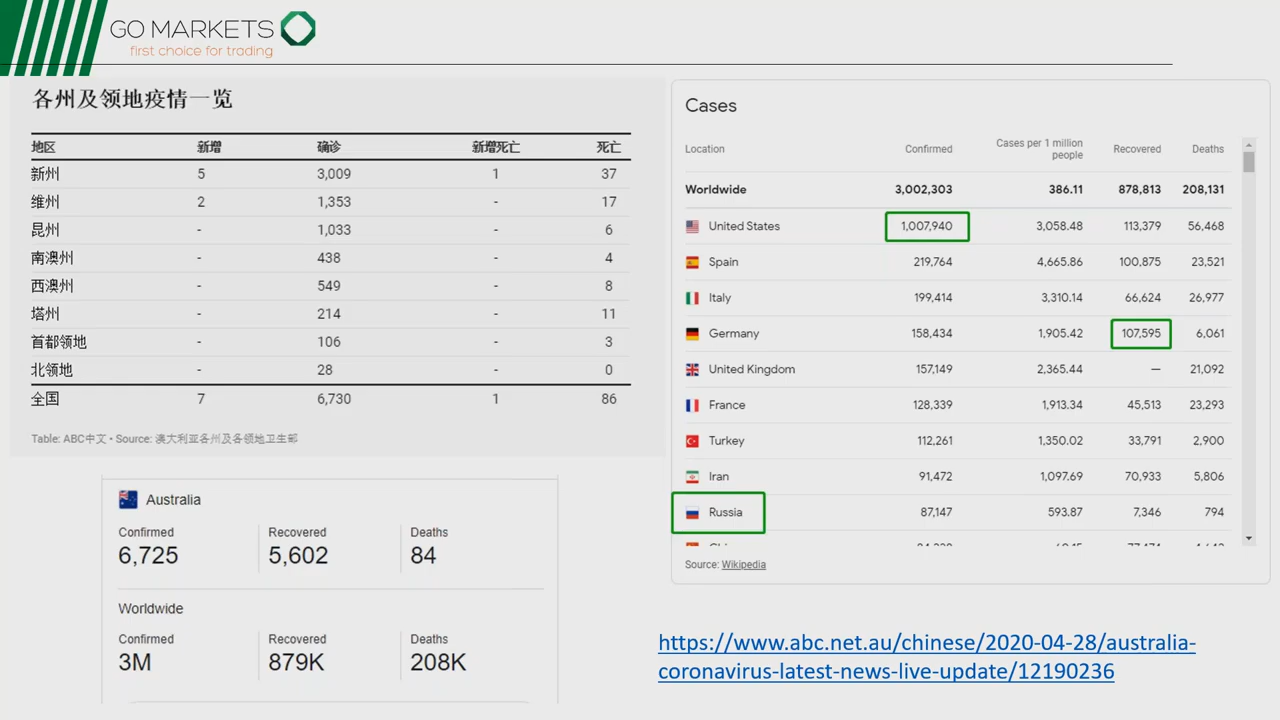 GO MARKETS
first choice for trading
各州及领地疫情一览
地区 新增 确诊 新增死亡 死亡
新州 5 3,009 1 37
维州 2 1,353 - 17
昆州 - 1,033 - 6
南澳州 - 438 - 4
西澳州 - 549 - 8
塔州 - 214 - 11
首都领地 - 106 - 3
北领地 - 28 - 0
全国 7 6,730 1 86
Table: ABC中文 • Source: 澳大利亚各州及各领地卫生部
Australia
Confirmed Recovered Deaths
6,725 5,602 84
Worldwide
Confirmed Recovered Deaths
3M 879K 208K
Cases
Location Confirmed Cases per 1 million people Recovered Deaths
Worldwide 3,002,303 386.11 878,813 208,131
United States 1,007,940 3,058.48 113,379 56,468
Spain 219,764 4,665.86 100,875 23,521
Italy 199,414 3,310.14 66,624 26,977
Germany 158,434 1,905.42 107,595 6,061
United Kingdom 157,149 2,365.44 — 21,092
France 128,339 1,913.34 45,513 23,293
Turkey 112,261 1,350.02 33,791 2,900
Iran 91,472 1,097.69 70,933 5,806
Russia 87,147 593.87 7,346 794
Source: Wikipedia
https://www.abc.net.au/chinese/2020-04-28/australia-
coronavirus-latest-news-live-update/12190236